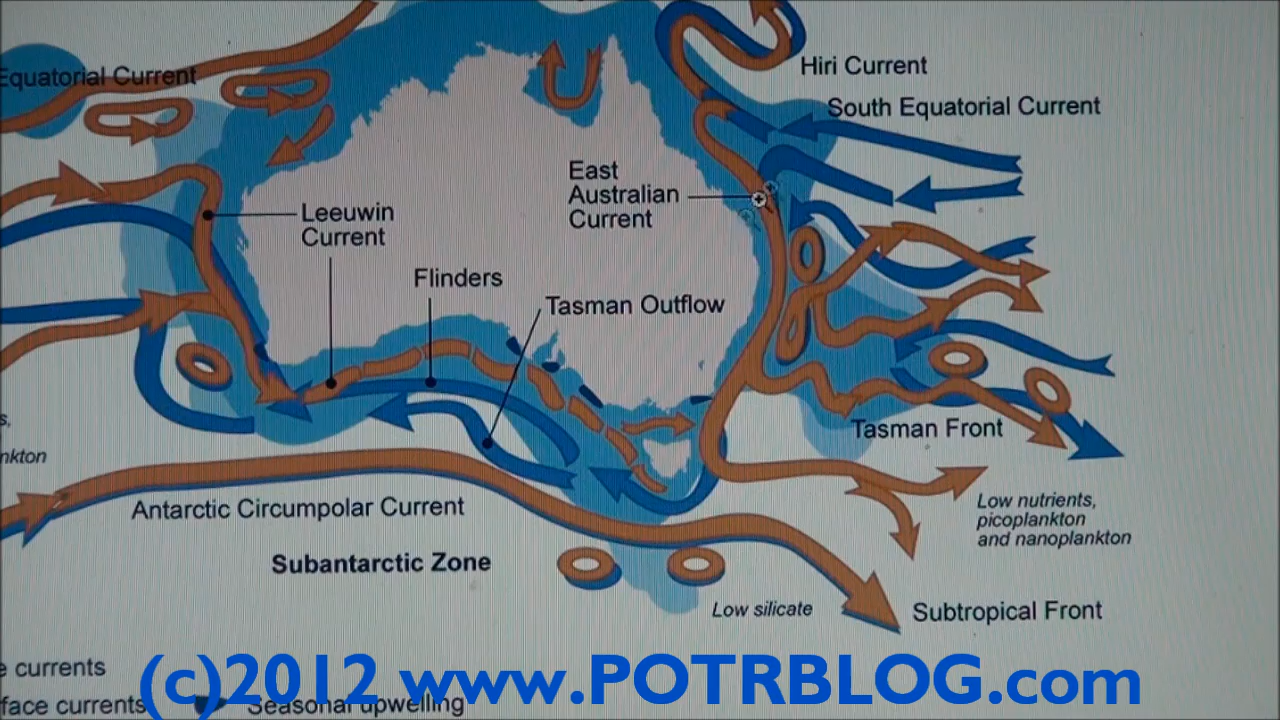 Equatorial Current
Hiri Current
South Equatorial Current
East
Australian
Current
Leeuwin
Current
Flinders
Tasman Outflow
Tasman Front
s,
nkton
Antarctic Circumpolar Current
Low nutrients,
picoplankton
and nanoplankton
Subantarctic Zone
Low silicate
Subtropical Front
e currents
face currents
Seasonal upwelling
(c)2012 www.POTRBLOG.com